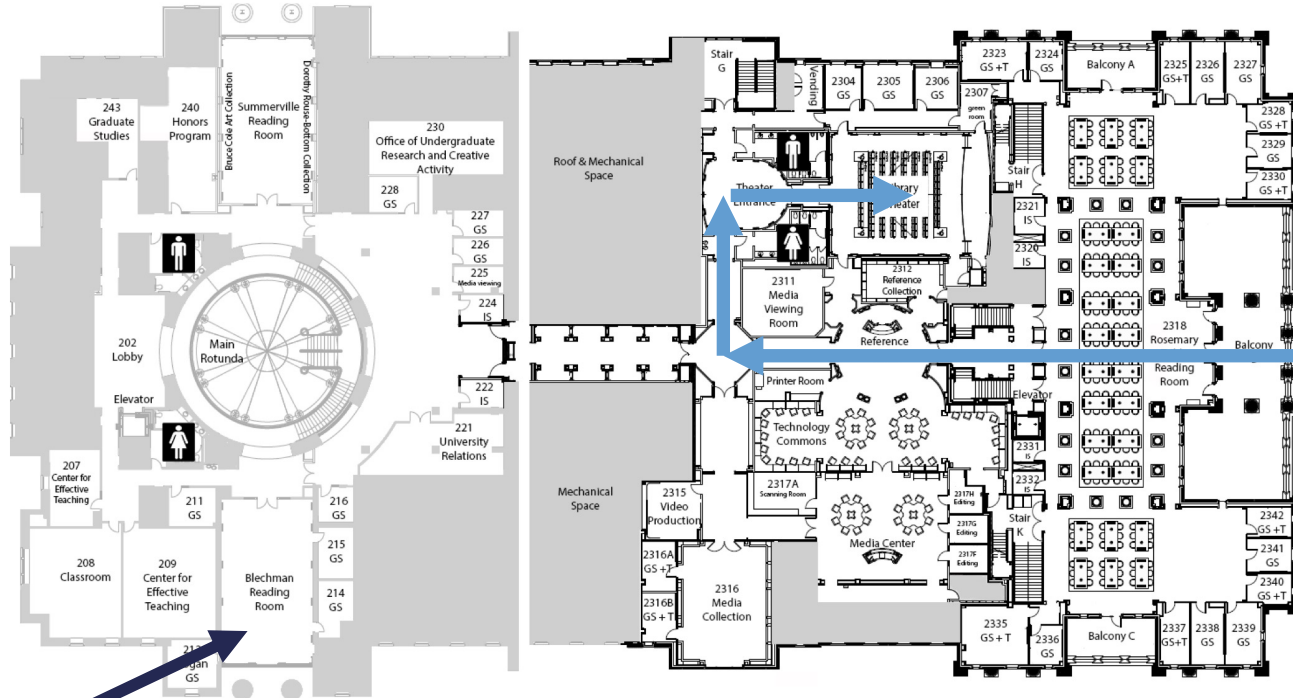 243
Graduate
Studies
240
Honors
Program
Bruce Cole Art Collection
Summerville
Reading
Room
Dorothy Rouse-Bottom Collection
230
Office of Undergraduate
Research and Creative
Activity
228
GS
227
GS
226
GS
225
Media viewing
224
IS
202
Lobby
Main
Rotunda
Elevator
222
IS
221
University
Relations
207
Center for
Effective
Teaching
211
GS
216
GS
215
GS
214
GS
208
Classroom
209
Center for
Effective
Teaching
Blechman
Reading
Room
GS
Roof & Mechanical
Space
Mechanical
Space
Stair
G
Vending
2304
GS
2305
GS
2306
GS
2307
green
room
Theater
Entrance
2311
Media
Viewing
Room
2312
Reference
Collection
Reference
Printer Room
Technology
Commons
2317A
Scanning Room
2315
Video
Production
2316A
GS +T
2316B
GS +T
2316
Media
Collection
Media Center
2317H
Editing
2317G
Editing
2317F
Editing
2323
GS +T
2324
GS
Balcony A
2325
GS+T
2326
GS
2327
GS
2328
GS +T
2329
GS
2330
GS +T
Stair
H
2321
IS
2320
IS
2318
Rosemary
Reading
Room
Balcony
Elevator
2331
IS
2332
IS
Stair
K
2342
GS +T
2341
GS
2340
GS +T
2335
GS + T
2336
GS
Balcony C
2337
GS+T
2338
GS
2339
GS